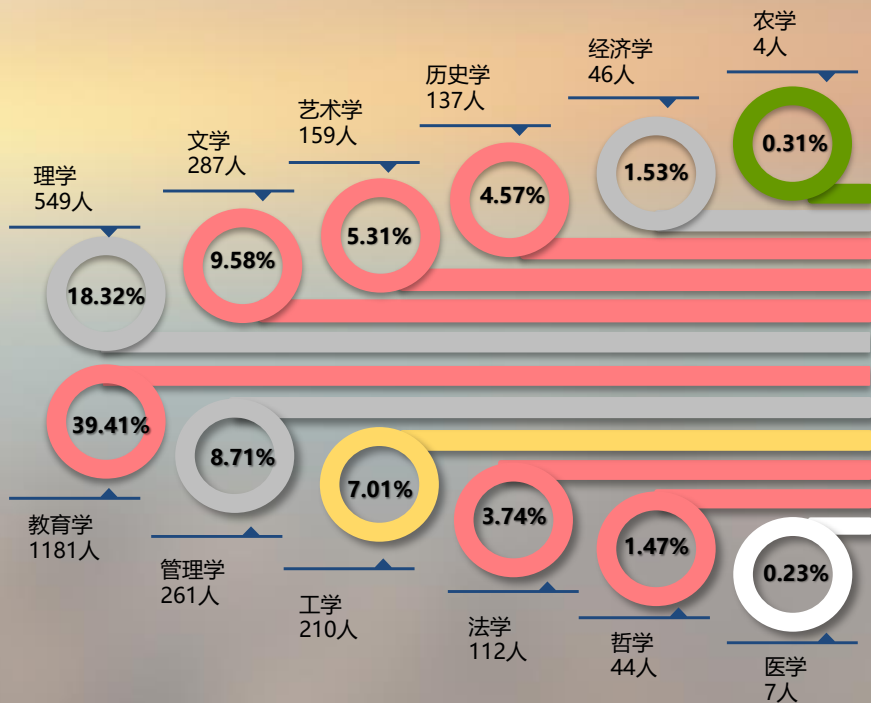 农学
4人
经济学
46人
历史学
137人
艺术学
159人
文学
287人
理学
549人
0.31%
1.53%
4.57%
5.31%
9.58%
18.32%
39.41%
8.71%
7.01%
3.74%
1.47%
0.23%
教育学
1181人
管理学
261人
工学
210人
法学
112人
哲学
44人
医学
7人